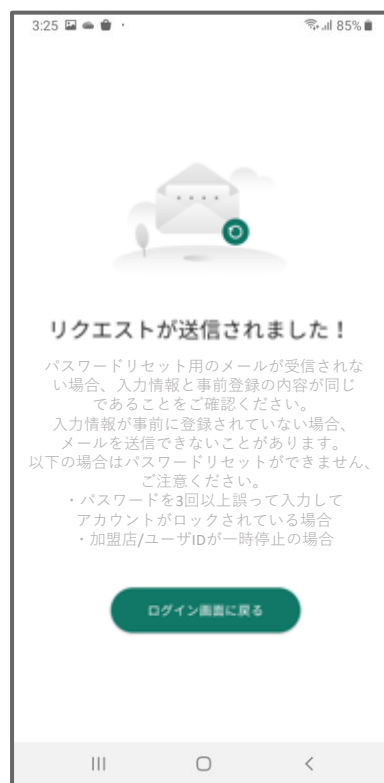 3:25
85%
リクエストが送信されました！
パスワードリセット用のメールが受信されな
い場合、入力情報と事前登録の内容が同じ
であることをご確認ください。
入力情報が事前に登録されていない場合、
メールを送信できないことがあります。
以下の場合はパスワードリセットができません、
ご注意ください。
・パスワードを3回以上誤って入力して
アカウントがロックされている場合
・加盟店/ユーザIDが一時停止の場合
ログイン画面に戻る